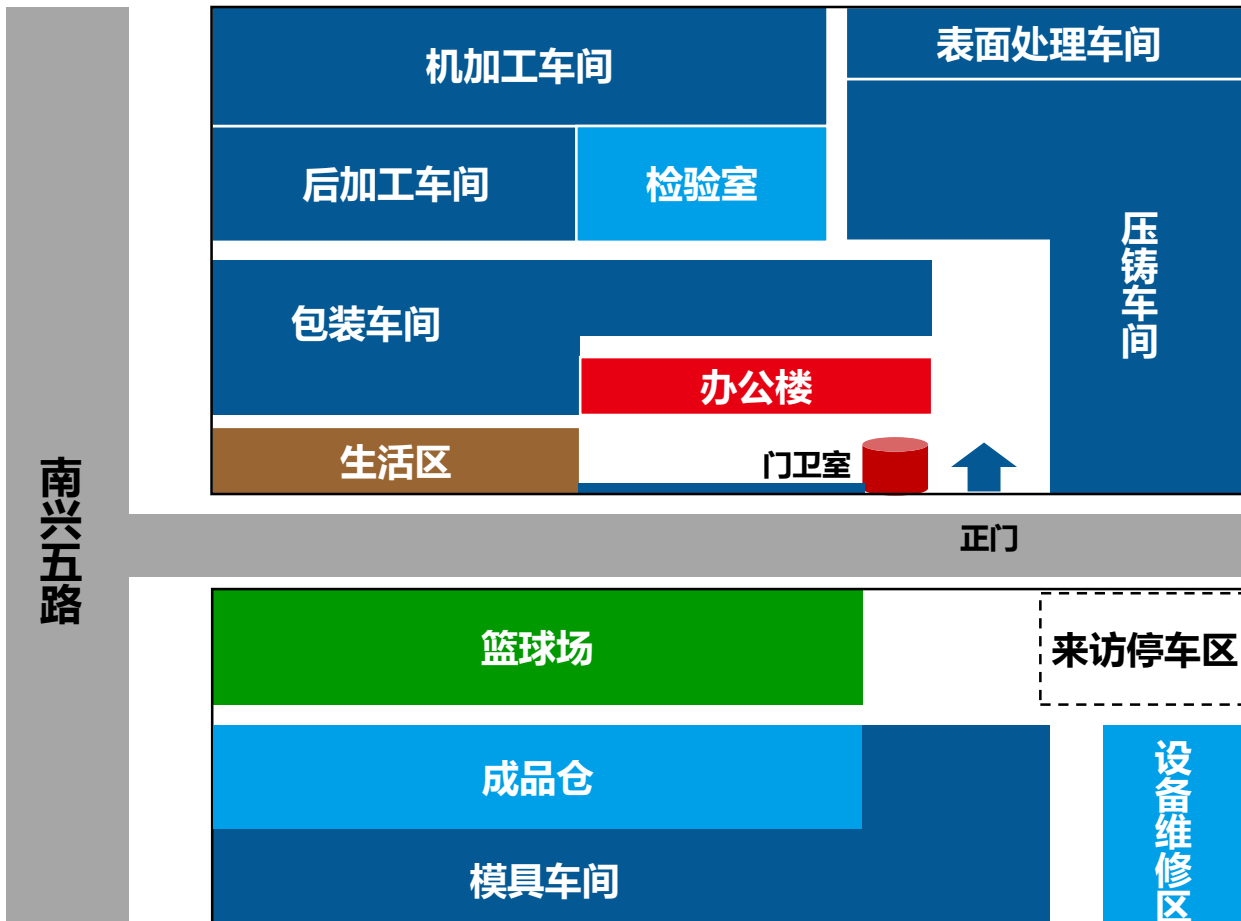 机加工车间
表面处理车间
后加工车间
检验室
压铸车间
包装车间
办公楼
生活区
门卫室
南兴五路
正门
篮球场
来访停车区
成品仓
设备维修区
模具车间